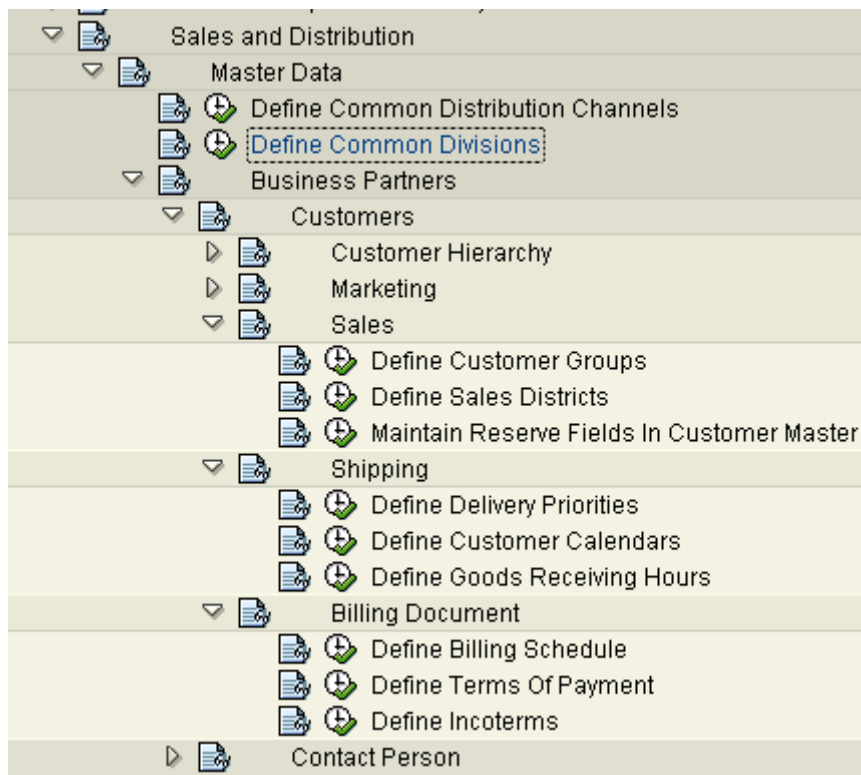 Sales and Distribution
Master Data
Define Common Distribution Channels
Define Common Divisions
Business Partners
Customers
Customer Hierarchy
Marketing
Sales
Define Customer Groups
Define Sales Districts
Maintain Reserve Fields In Customer Master
Shipping
Define Delivery Priorities
Define Customer Calendars
Define Goods Receiving Hours
Billing Document
Define Billing Schedule
Define Terms Of Payment
Define Incoterms
Contact Person